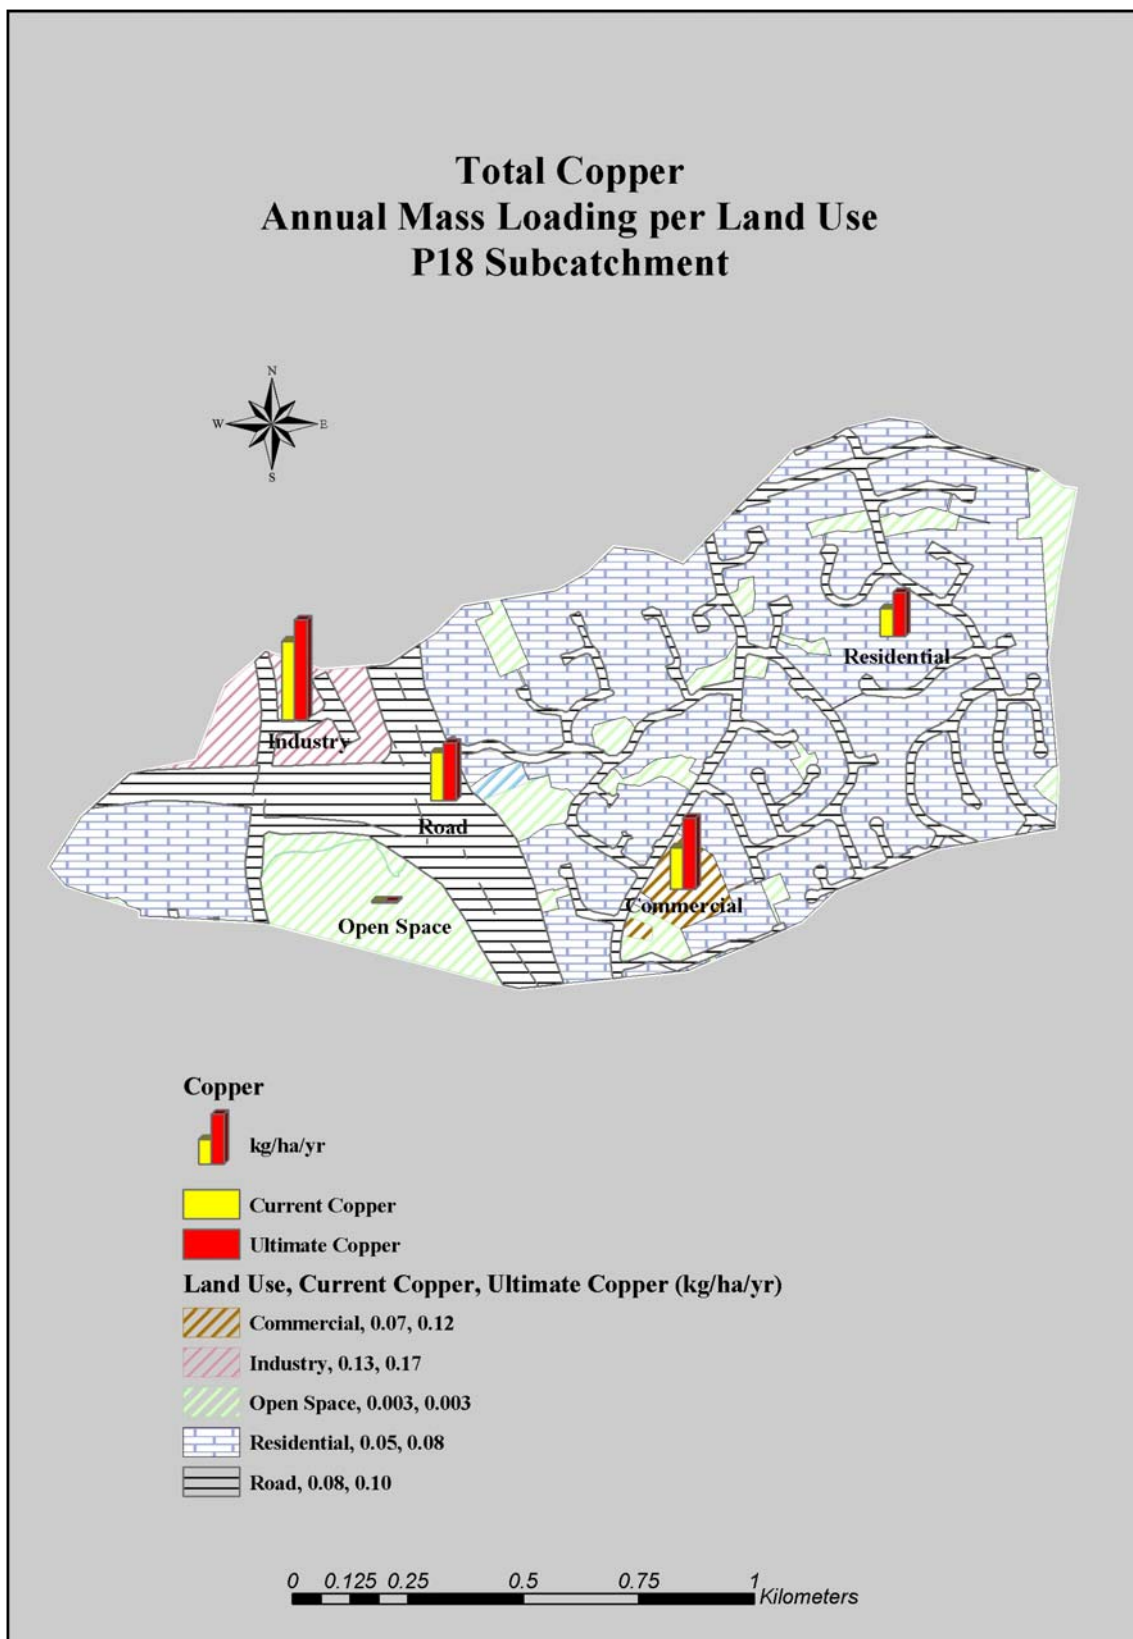 Total Copper
Annual Mass Loading per Land Use
P18 Subcatchment
N
W
E
S
Residential
Industry
Road
Commercial
Open Space
Copper
kg/ha/yr
Current Copper
Ultimate Copper
Land Use, Current Copper, Ultimate Copper (kg/ha/yr)
Commercial, 0.07, 0.12
Industry, 0.13, 0.17
Open Space, 0.003, 0.003
Residential, 0.05, 0.08
Road, 0.08, 0.10
0 0.125 0.25 0.5 0.75 1
Kilometers